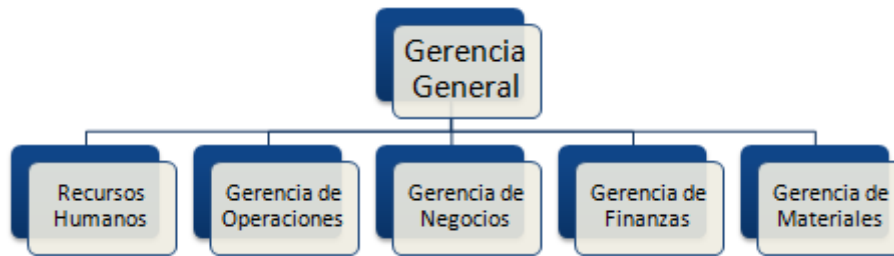 Gerencia
General
Recursos
Humanos
Gerencia de
Operaciones
Gerencia de
Negocios
Gerencia de
Finanzas
Gerencia de
Materiales